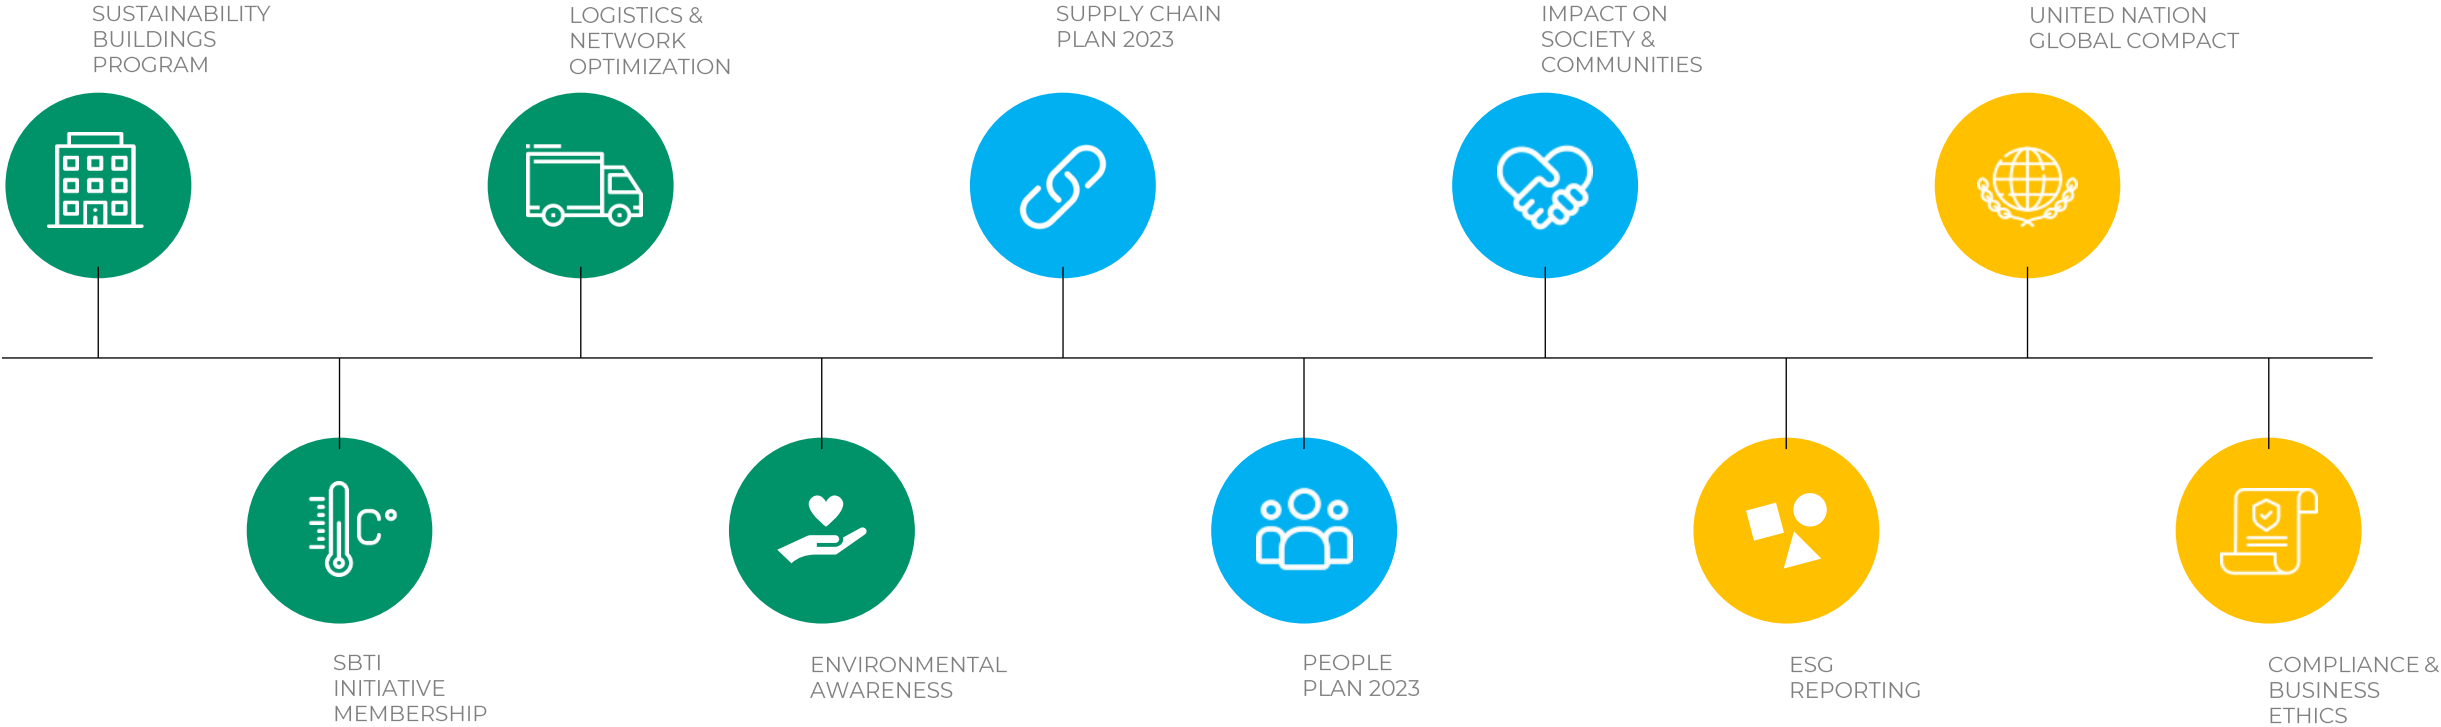 SUSTAINABILITY
BUILDINGS
PROGRAM
LOGISTICS &
NETWORK
OPTIMIZATION
SUPPLY CHAIN
PLAN 2023
IMPACT ON
SOCIETY &
COMMUNITIES
UNITED NATION
GLOBAL COMPACT
C°
SBTI
INITIATIVE
MEMBERSHIP
ENVIRONMENTAL
AWARENESS
PEOPLE
PLAN 2023
ESG
REPORTING
COMPLIANCE &
BUSINESS
ETHICS